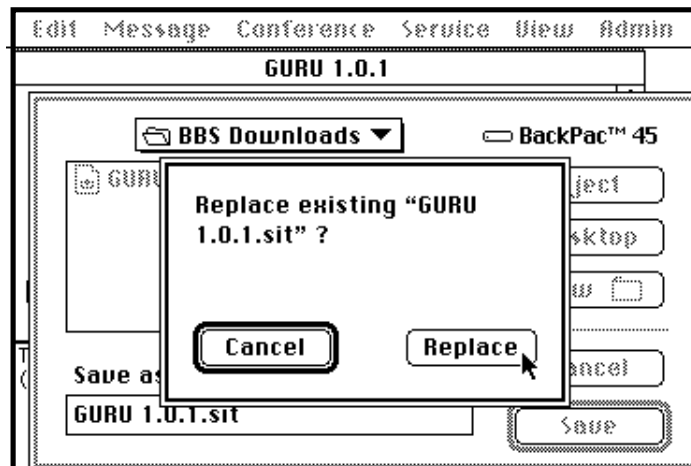 Edit Message Conference Service View Admin
GURU 1.0.1
BBS Downloads BackPac™ 45
GURU
Replace existing “GURU
1.0.1.sit” ?
Cancel Replace
Save as
GURU 1.0.1.sit
Save